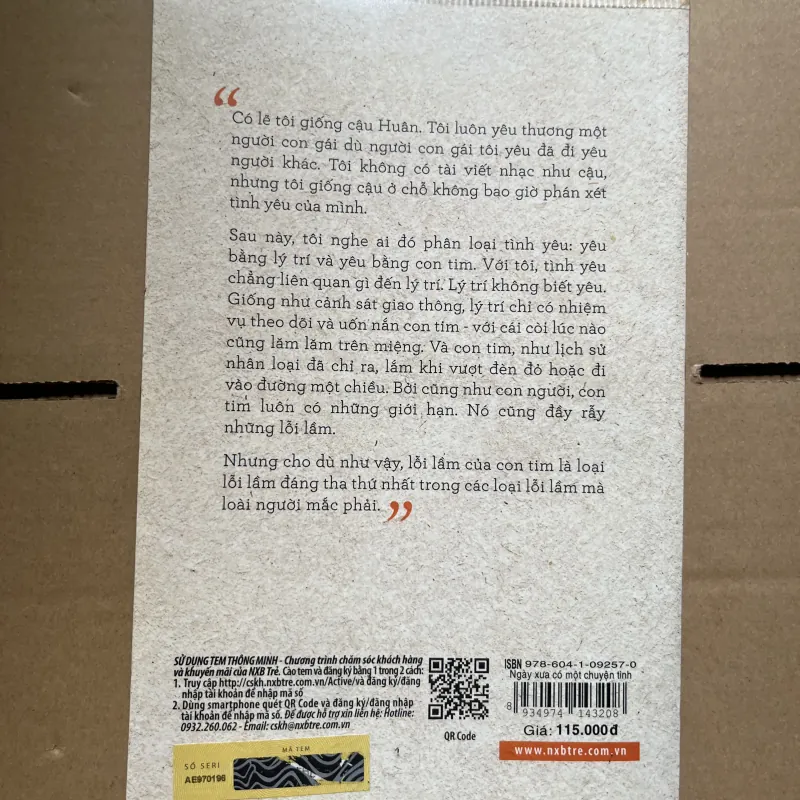 “
Có lẽ tôi giống cậu Huân. Tôi luôn yêu thương một
người con gái dù người con gái tôi yêu đã đi yêu
người khác. Tôi không có tài viết nhạc như cậu,
nhưng tôi giống cậu ở chỗ không bao giờ phán xét
tình yêu của mình.
Sau này, tôi nghe ai đó phân loại tình yêu: yêu
bằng lý trí và yêu bằng con tim. Với tôi, tình yêu
chẳng liên quan gì đến lý trí. Lý trí không biết yêu.
Giống như cảnh sát giao thông, lý trí chỉ có nhiệm
vụ theo dõi và uốn nắn con tim - với cái còi lúc nào
cũng lăm lăm trên miệng. Và con tim, như lịch sử
nhân loại đã chỉ ra, lắm khi vượt đèn đỏ hoặc đi
vào đường một chiều. Bởi cũng như con người, con
tim luôn có những giới hạn. Nó cũng đầy rẫy
những lỗi lầm.
Nhưng cho dù như vậy, lỗi lầm của con tim là loại
lỗi lầm đáng tha thứ nhất trong các loại lỗi lầm mà
loài người mắc phải. ”
SỬ DỤNG TEM THÔNG MINH - Chương trình chăm sóc khách hàng
và khuyến mãi của NXB Trẻ. Cào tem và đăng ký bằng 1 trong 2 cách:
1. Truy cập http://cskh.nxbtre.com.vn/Active/và đăng ký/đăng
nhập tài khoản để nhập mã số
2. Dùng smartphone quét QR Code và đăng ký/đăng nhập
tài khoản để nhập mã số. Để được hỗ trợ xin liên hệ: Hotline:
0932.260.062 - Email: cskh@nxbtre.com.vn
QR Code
ISBN 978-604-1-09257-0
Ngày xưa có một chuyện tình
8 934974 143208
Giá: 115.000đ
www.nxbtre.com.vn
MÃ TEM
SỐ SERI
AE970196